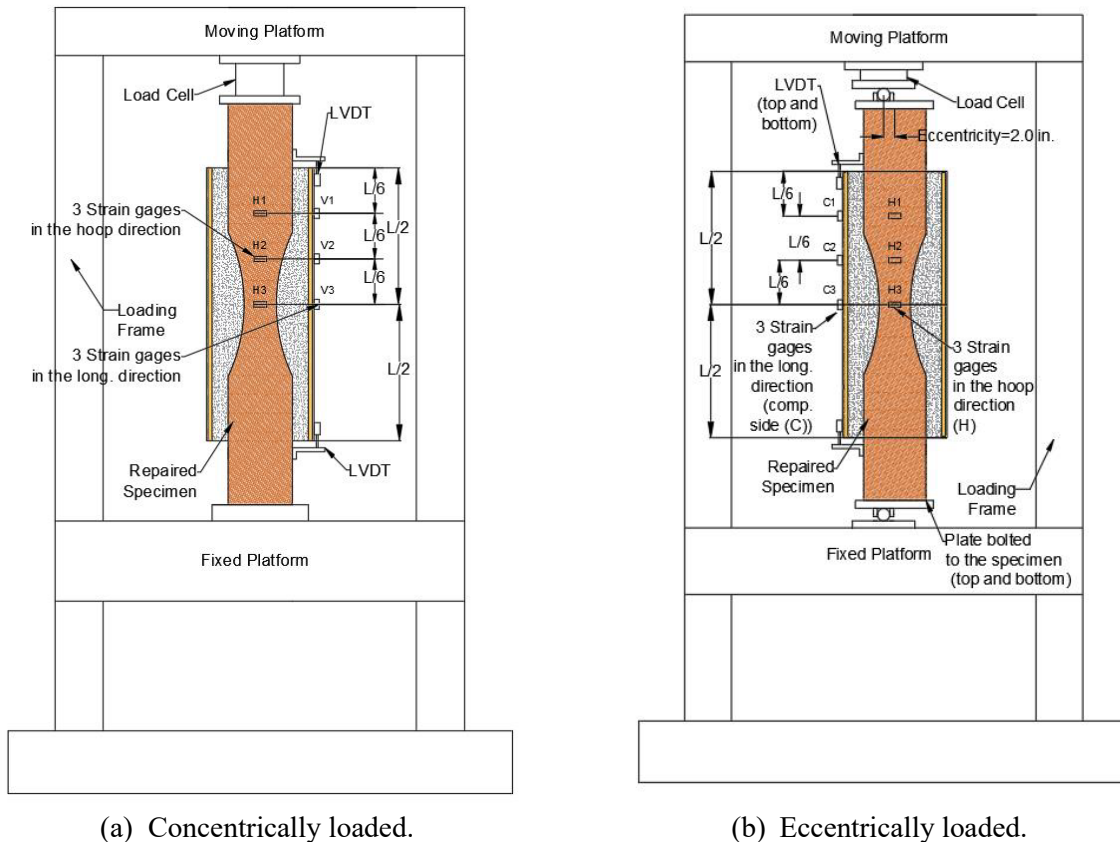 Moving Platform
Load Cell
LVDT
L/6
H1
V1
3 Strain gages
in the hoop direction
L/2
L/6
H2
V2
L/6
H3
V3
Loading
Frame
3 Strain gages
in the long. direction
L/2
Repaired
Specimen
LVDT
Fixed Platform
(a) Concentrically loaded.
Moving Platform
LVDT
(top and
bottom)
Load Cell
Eccentricity=2.0 in.
L/6
C1
H1
L/2
L/6
C2
H2
L/6
C3
H3
3 Strain
gages
in the long.
direction
(comp.
side (C))
3 Strain
gages
in the hoop
direction
(H)
L/2
Repaired
Specimen
Loading
Frame
Plate bolted
to the specimen
(top and bottom)
Fixed Platform
(b) Eccentrically loaded.